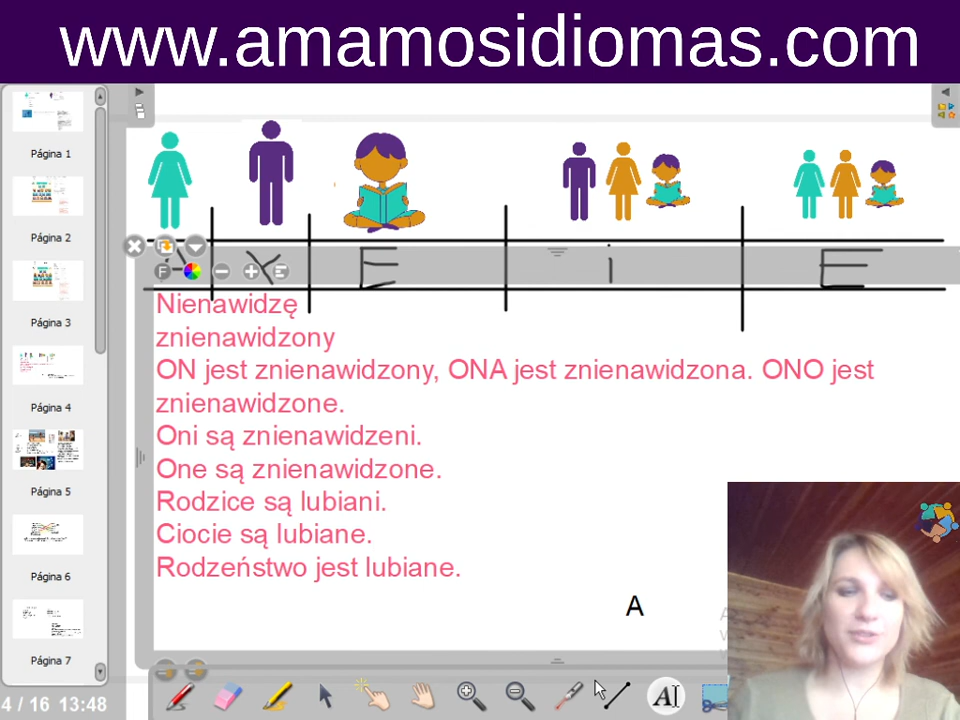 www.amamosidiomas.com
Página 1
Página 2
Página 3
Página 4
Página 5
Página 6
Página 7
Y E i E
F
Nienawidzę
znienawidzony
ON jest znienawidzony, ONA jest znienawidzona. ONO jest
znienawidzone.
Oni są znienawidzeni.
One są znienawidzone.
Rodzice są lubiani.
Ciocie są lubiane.
Rodzeństwo jest lubiane.
A
4 / 16 13:48
A